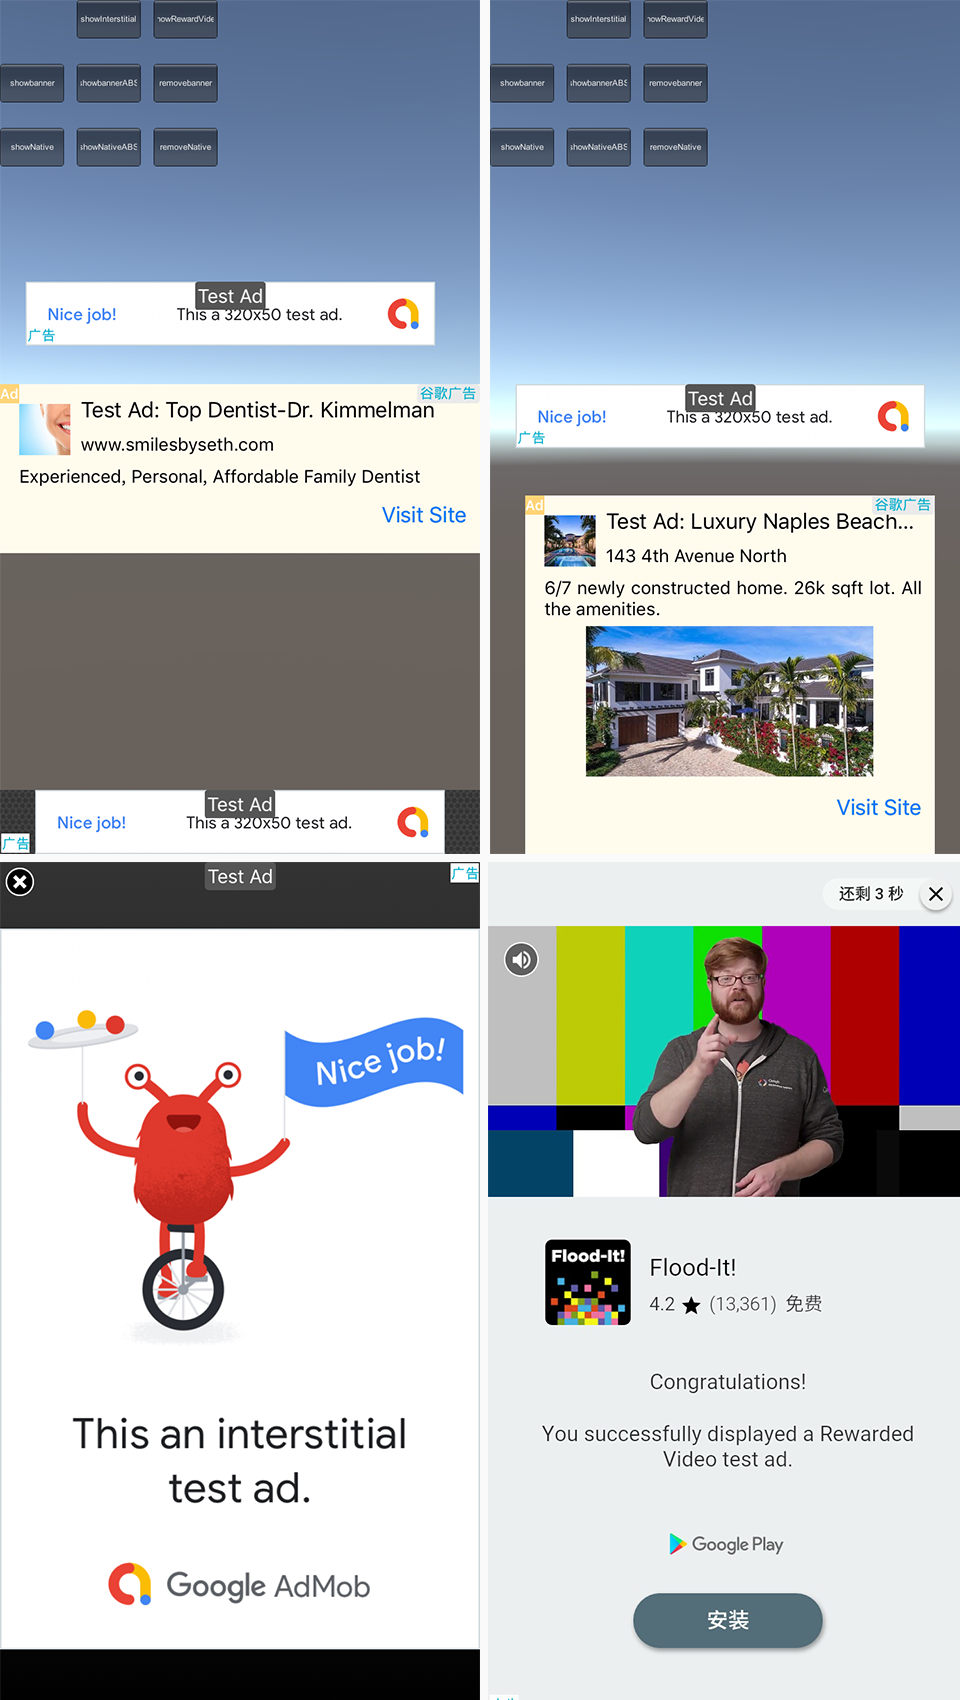 showInterstitial
howRewardVide
showbanner
howbannerABS
removebanner
showNative
howNativeABS
removeNative
Test Ad
Nice job!
This a 320x50 test ad.
广告
Ad
谷歌广告
Test Ad: Top Dentist-Dr. Kimmelman
www.smilesbyseth.com
Experienced, Personal, Affordable Family Dentist
Visit Site
Test Ad
Nice job!
This a 320x50 test ad.
广告
showInterstitial
howRewardVide
showbanner
howbannerABS
removebanner
showNative
howNativeABS
removeNative
Test Ad
Nice job!
This a 320x50 test ad.
广告
Ad
谷歌广告
Test Ad: Luxury Naples Beach...
143 4th Avenue North
6/7 newly constructed home. 26k sqft lot. All
the amenities.
Visit Site
Test Ad
广告
Nice job!
This an interstitial
test ad.
Google AdMob
还剩 3 秒
Flood-It!
Flood-It!
4.2 ★ (13,361) 免费
Congratulations!
You successfully displayed a Rewarded
Video test ad.
Google Play
安装